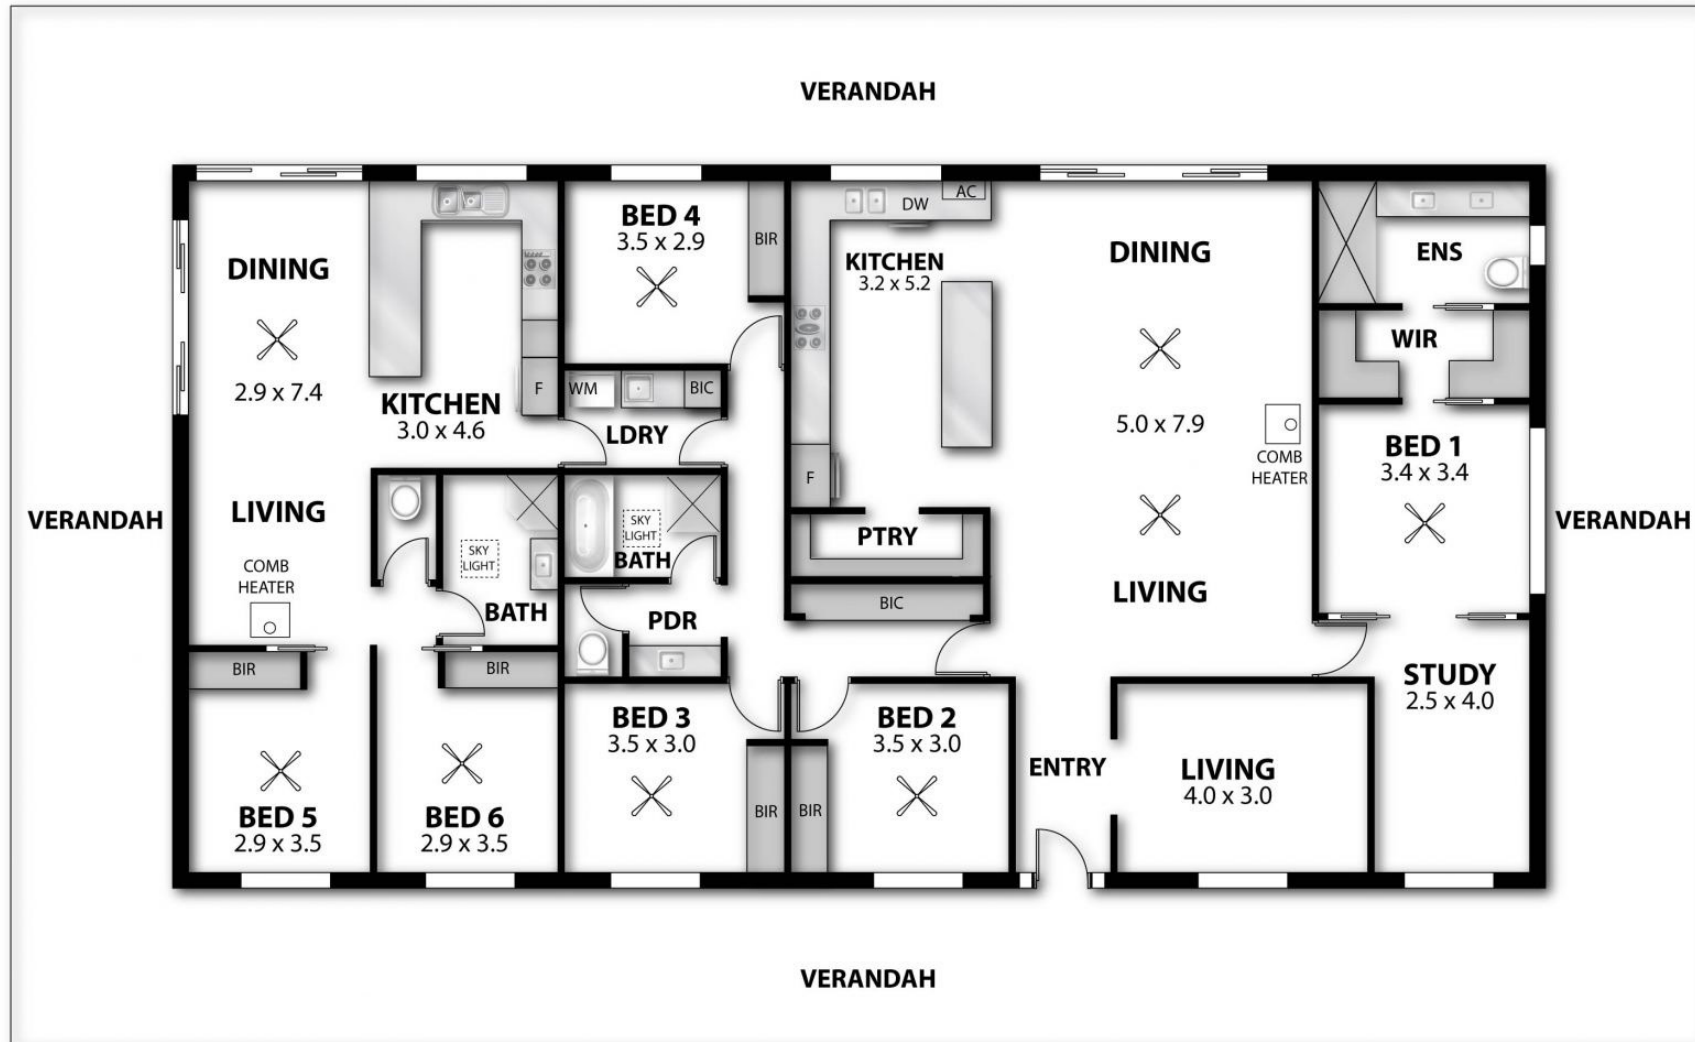 VERANDAH
BED 4
3.5 x 2.9
BIR
DW
AC
KITCHEN
3.2 x 5.2
DINING
ENS
DINING
2.9 x 7.4
KITCHEN
3.0 x 4.6
F
WM
BIC
LDRY
WIR
5.0 x 7.9
COMB
HEATER
BED 1
3.4 x 3.4
F
VERANDAH
LIVING
SKY
LIGHT
BATH
SKY
LIGHT
BATH
PTRY
VERANDAH
COMB
HEATER
PDR
BIC
LIVING
BIR
BIR
BED 3
3.5 x 3.0
BIR
BED 2
3.5 x 3.0
BIR
ENTRY
LIVING
4.0 x 3.0
STUDY
2.5 x 4.0
BED 5
2.9 x 3.5
BED 6
2.9 x 3.5
VERANDAH